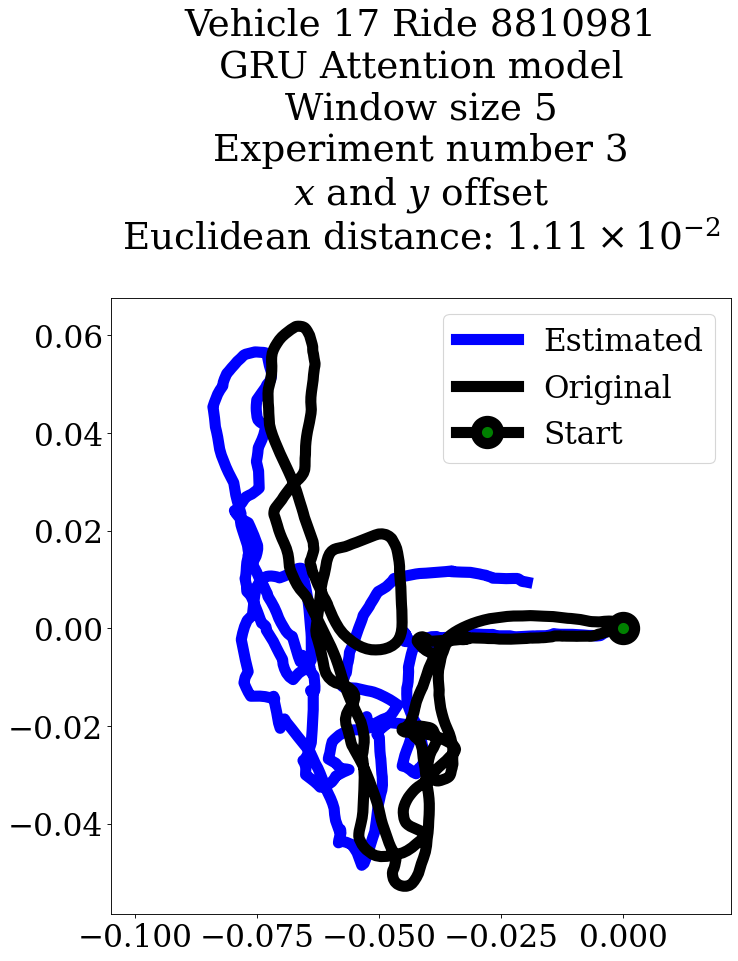 Vehicle 17 Ride 8810981
GRU Attention model
Window size 5
Experiment number 3
x and y offset
Euclidean distance: 1.11 × 10⁻²
Estimated
Original
Start
0.06
0.04
0.02
0.00
−0.02
−0.04
−0.100 −0.075 −0.050 −0.025 0.000